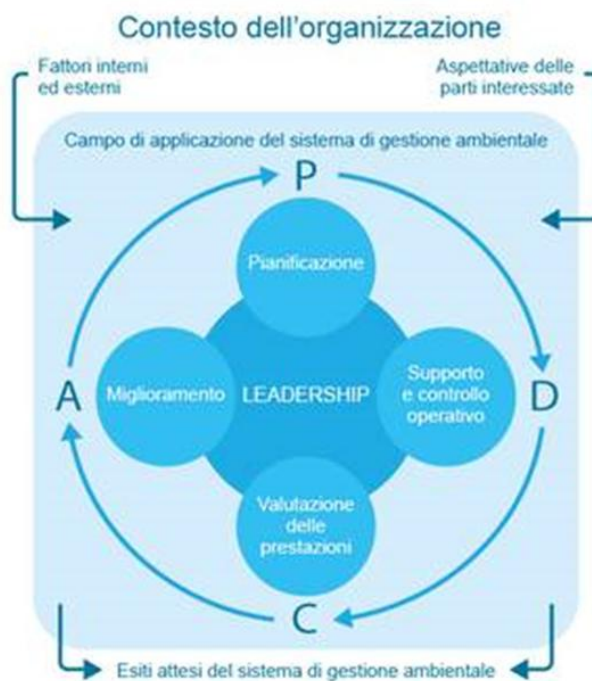 Contesto dell'organizzazione
Fattori interni
ed esterni
Aspettative delle
parti interessate
Campo di applicazione del sistema di gestione ambientale
P
Pianificazione
A
Miglioramento
LEADERSHIP
Supporto
e controllo
operativo
D
Valutazione
delle
prestazioni
C
Esiti attesi del sistema di gestione ambientale